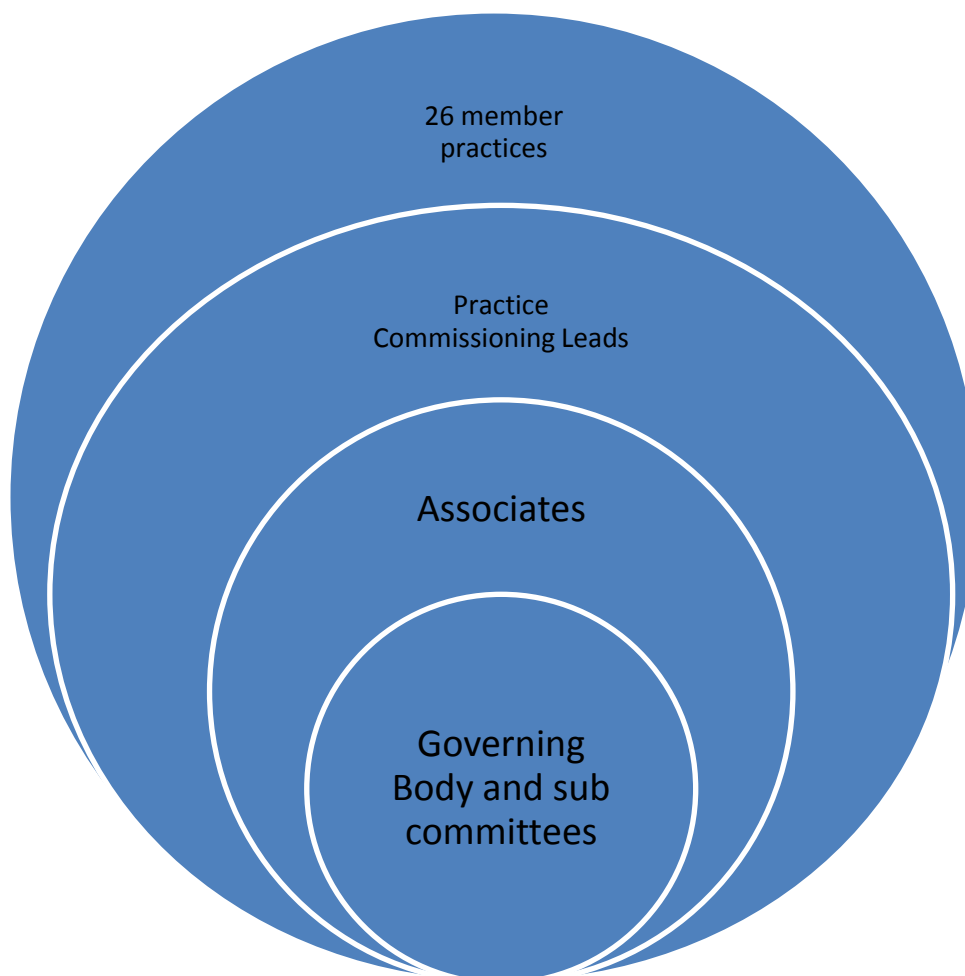 26 member
practices
Practice
Commissioning Leads
Associates
Governing
Body and sub
committees